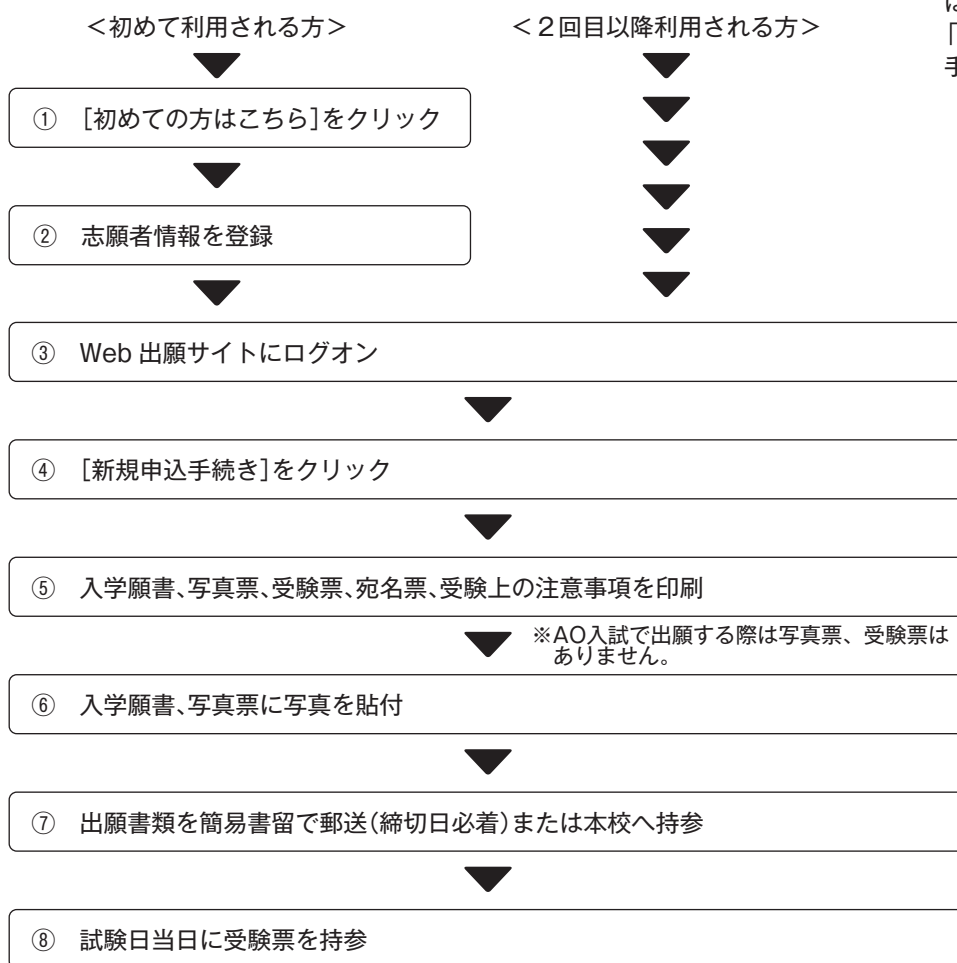 ＜初めて利用される方＞
＜２回目以降利用される方＞
① ［初めての方はこちら］をクリック
② 志願者情報を登録
③ Web 出願サイトにログオン
④ ［新規申込手続き］をクリック
⑤ 入学願書、写真票、受験票、宛名票、受験上の注意事項を印刷
※AO入試で出願する際は写真票、受験票は
ありません。
⑥ 入学願書、写真票に写真を貼付
⑦ 出願書類を簡易書留で郵送（締切日必着）または本校へ持参
⑧ 試験日当日に受験票を持参